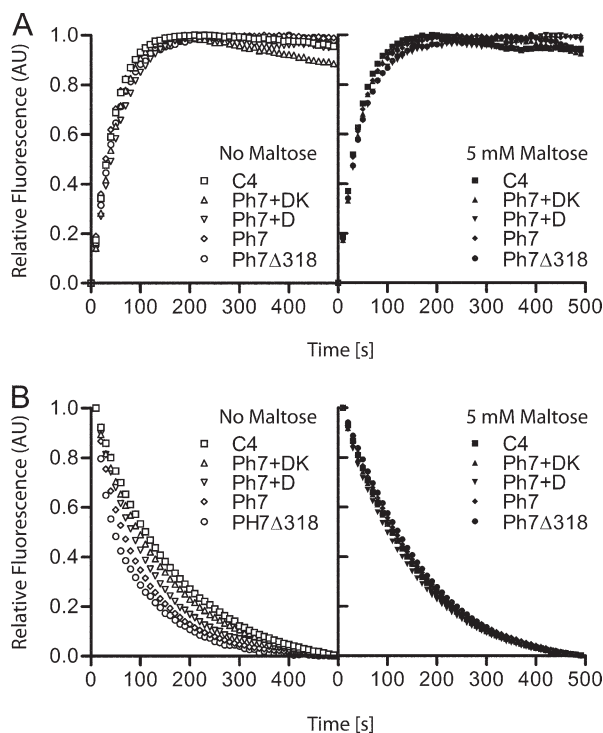 A
Relative Fluorescence (AU)
1.0
0.8
0.6
0.4
0.2
0.0
No Maltose
C4
Ph7+DK
Ph7+D
Ph7
Ph7Δ318
5 mM Maltose
C4
Ph7+DK
Ph7+D
Ph7
Ph7Δ318
0 100 200 300 400 0 100 200 300 400 500
Time [s]
B
Relative Fluorescence (AU)
1.0
0.8
0.6
0.4
0.2
0.0
No Maltose
C4
Ph7+DK
Ph7+D
Ph7
PH7Δ318
5 mM Maltose
C4
Ph7+DK
Ph7+D
Ph7
Ph7Δ318
0 100 200 300 400 0 100 200 300 400 500
Time [s]